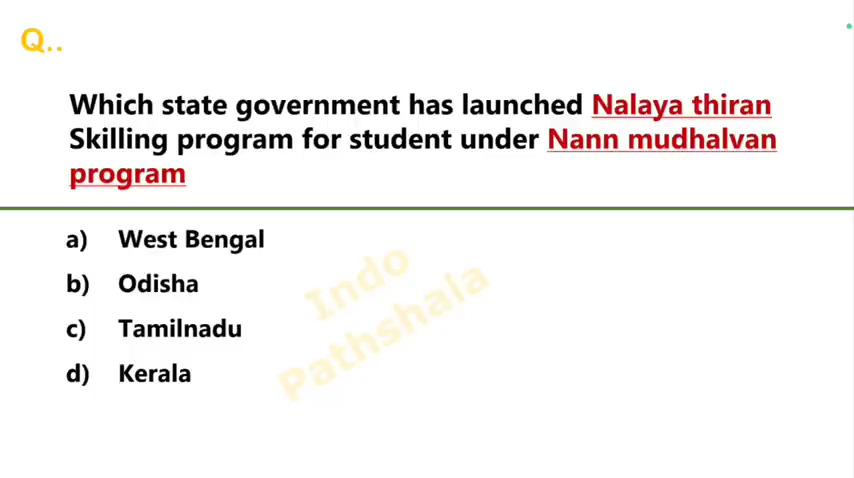 Q..
Which state government has launched Nalaya thiran
Skilling program for student under Nann mudhalvan
program
a) West Bengal
b) Odisha
c) Tamilnadu
d) Kerala
Indo
Pathshala